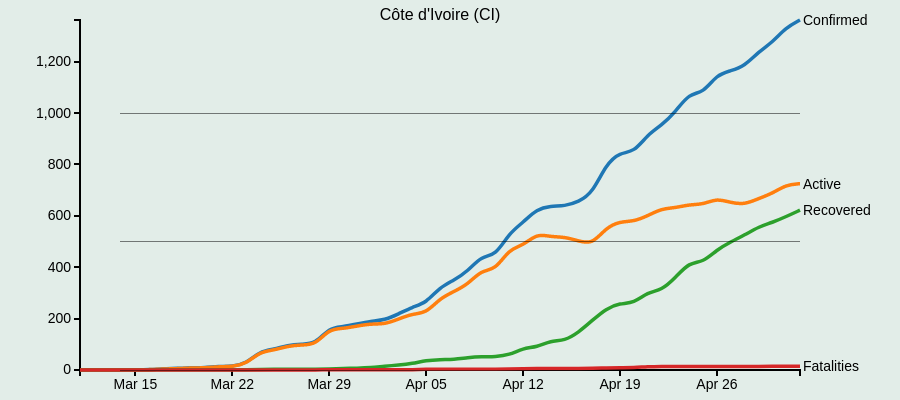 Côte d'Ivoire (CI)
Confirmed
1,200
1,000
800
Active
Recovered
600
400
200
0
Fatalities
Mar 15 Mar 22 Mar 29 Apr 05 Apr 12 Apr 19 Apr 26